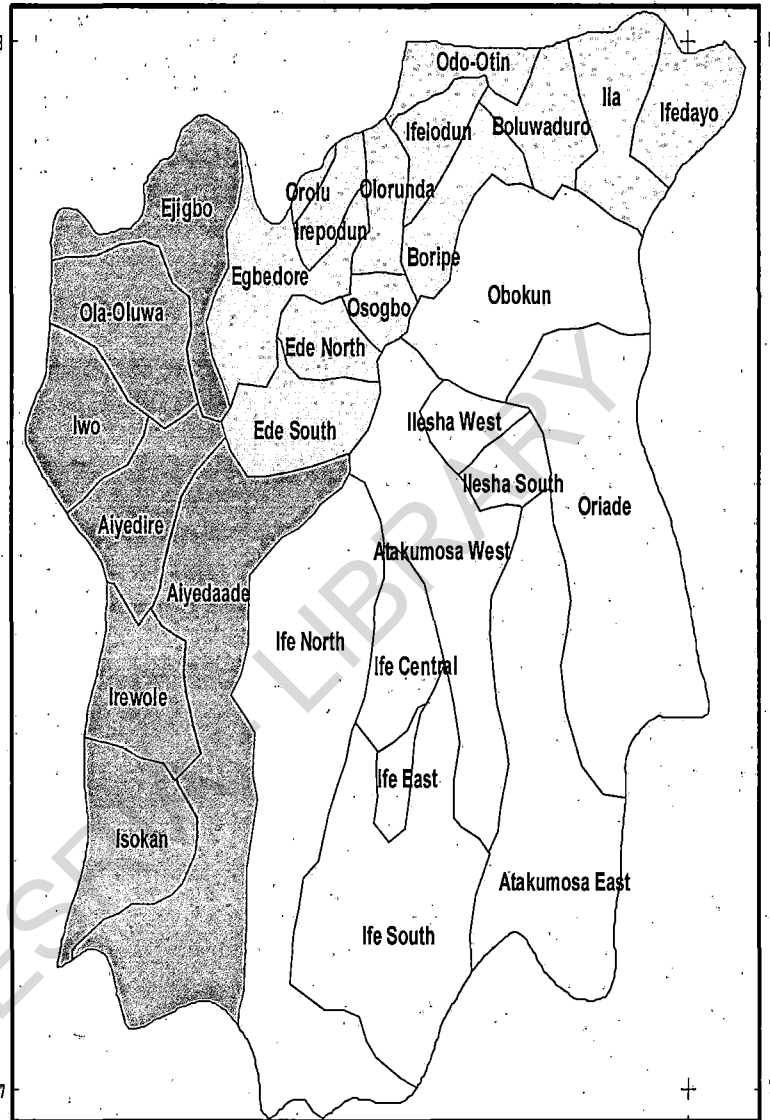 Odo-Otin
Ila
Ifedayo
Ifelodun
Boluwaduro
Ejigbo
Orolu
Olorunda
Irepodun
Boripe
Egbedore
Obokun
Ola-Oluwa
Osogbo
Ede North
Iwo
Ede South
Ilesha West
Ilesha South
Oriade
Aiyedire
Atakumosa West
Aiyedaade
Ife North
Ife Central
Irewole
Ife East
Isokan
Atakumosa East
Ife South
LIBRARY
7